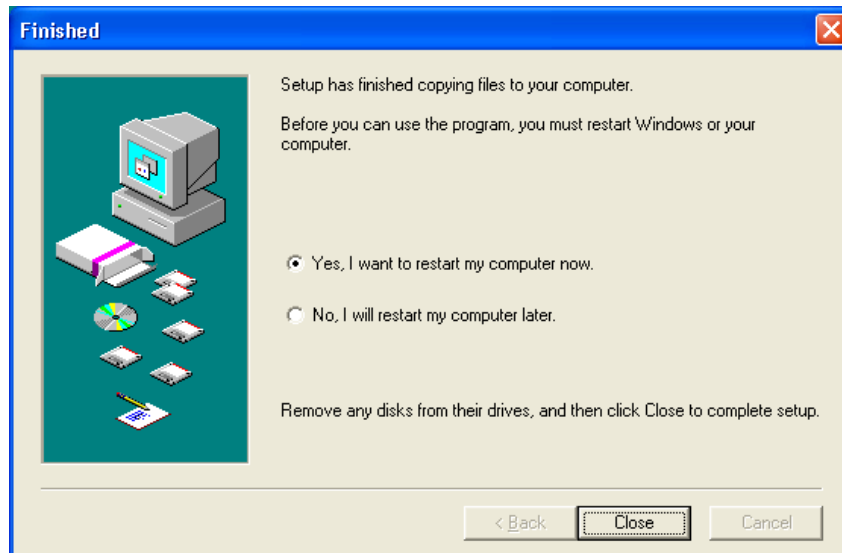 Finished
Setup has finished copying files to your computer.
Before you can use the program, you must restart Windows or your
computer.
Yes, I want to restart my computer now.
No, I will restart my computer later.
Remove any disks from their drives, and then click Close to complete setup.
< Back
Close
Cancel